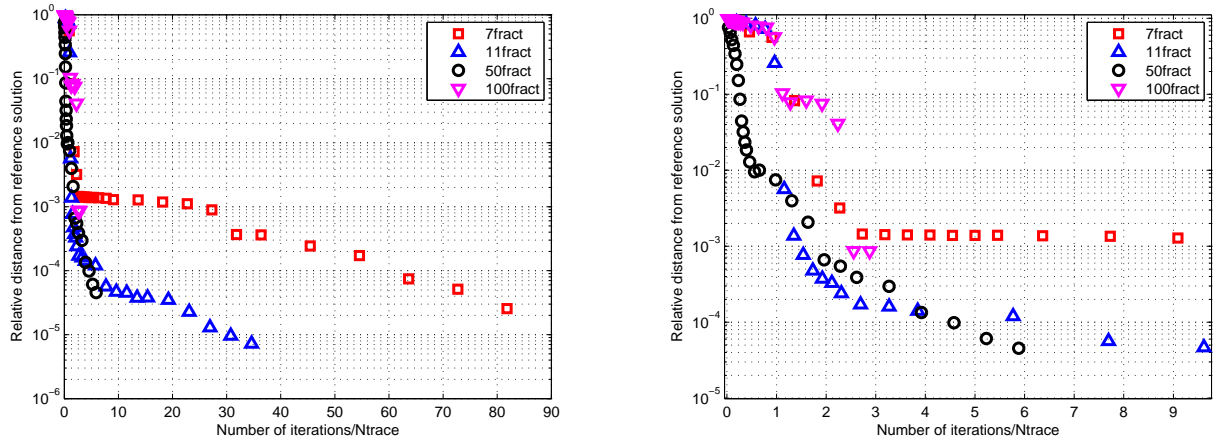 Relative distance from reference solution
10^0
10^-1
10^-2
10^-3
10^-4
10^-5
10^-6
0 10 20 30 40 50 60 70 80 90
Number of iterations/Ntrace
7fract
11fract
50fract
100fract
Relative distance from reference solution
10^0
10^-1
10^-2
10^-3
10^-4
10^-5
0 1 2 3 4 5 6 7 8 9
Number of iterations/Ntrace
7fract
11fract
50fract
100fract